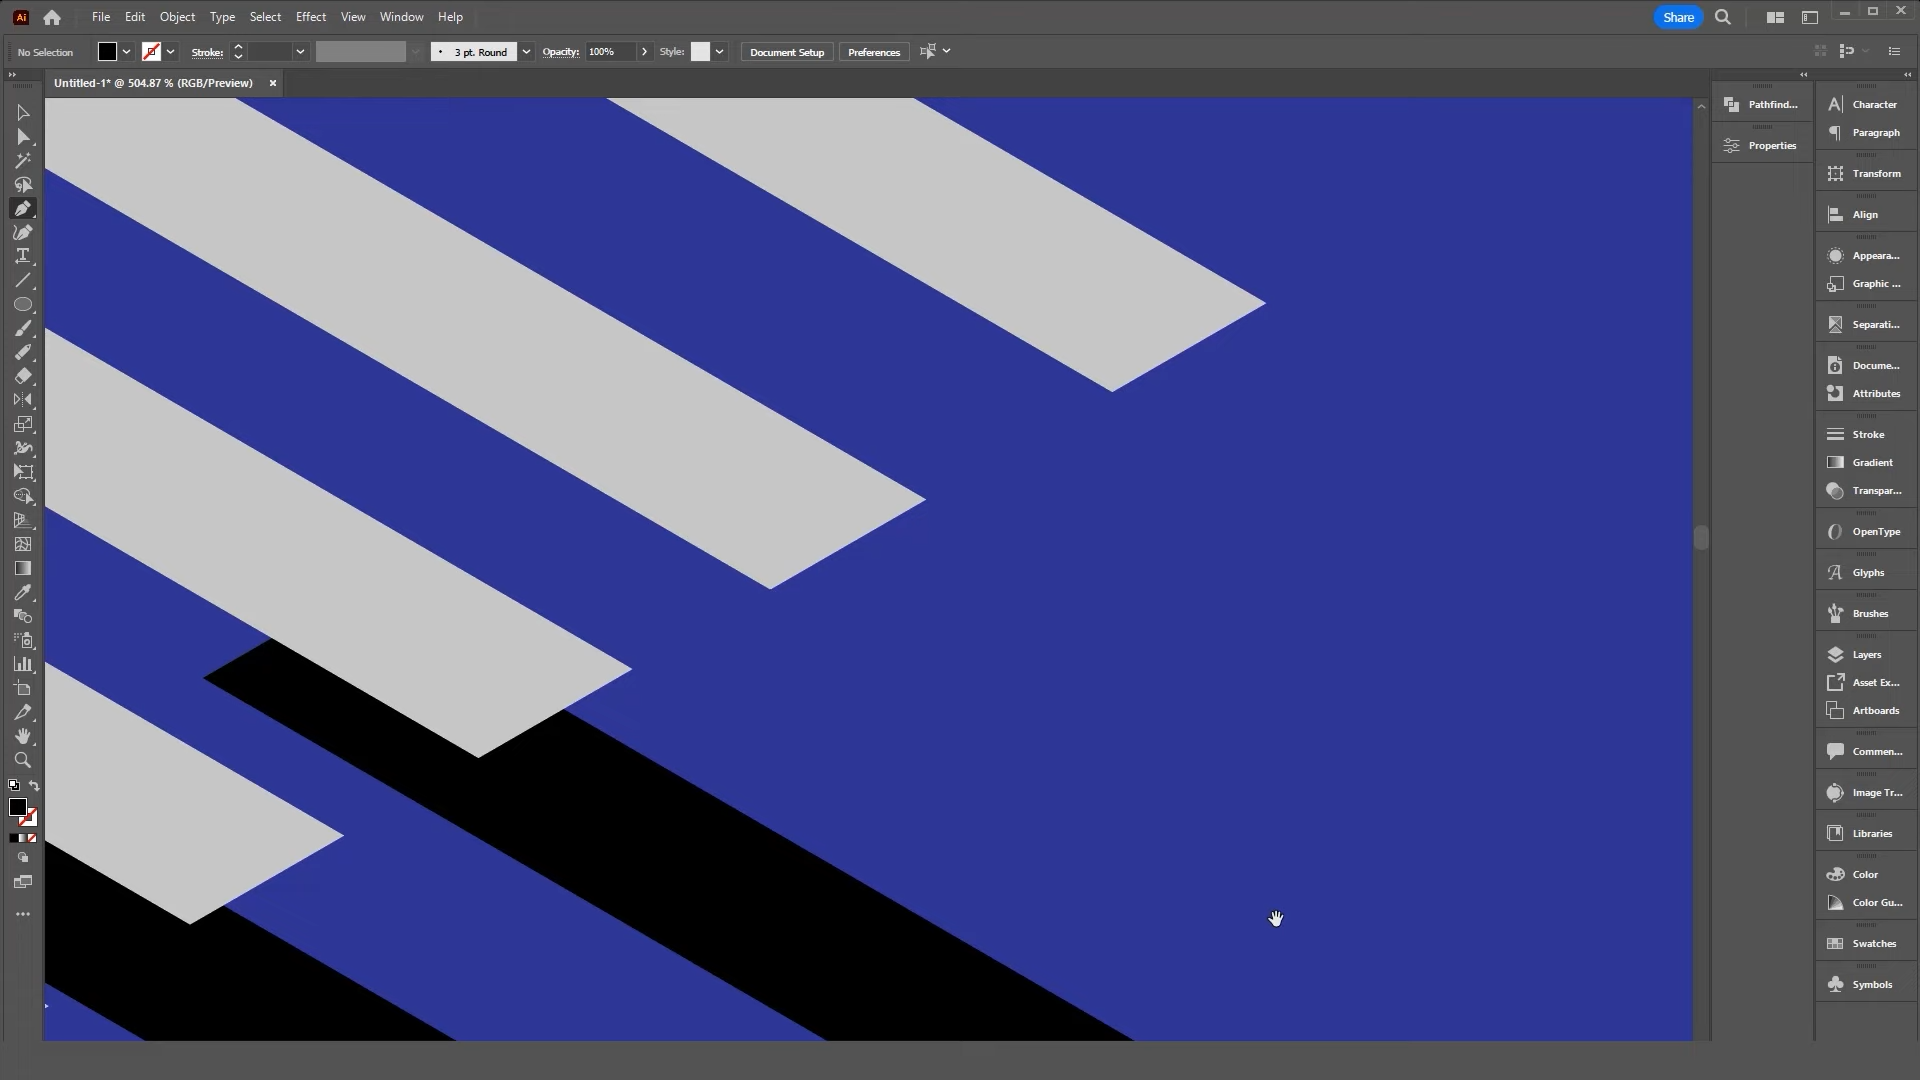 Ai File Edit Object Type Select Effect View Window Help Share
No Selection Stroke: 3 pt. Round Opacity: 100% Style: Document Setup Preferences
Untitled-1* @ 504.87 % (RGB/Preview)
Pathfind...
Properties
Character
Paragraph
Transform
Align
Appeara...
Graphic ...
Separati...
Docume...
Attributes
Stroke
Gradient
Transpar...
OpenType
Glyphs
Brushes
Layers
Asset Ex...
Artboards
Commen...
Image Tr...
Libraries
Color
Color Gu...
Swatches
Symbols